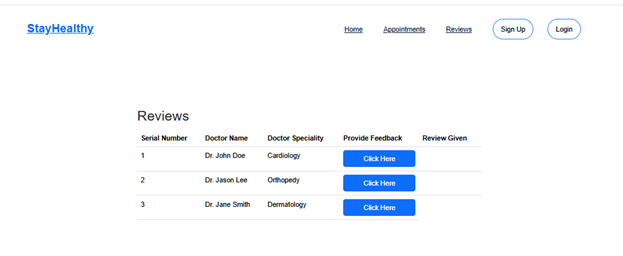 StayHealthy Home Appointments Reviews Sign Up Login
Reviews
Serial Number Doctor Name Doctor Speciality Provide Feedback Review Given
1 Dr. John Doe Cardiology Click Here
2 Dr. Jason Lee Orthopedy Click Here
3 Dr. Jane Smith Dermatology Click Here